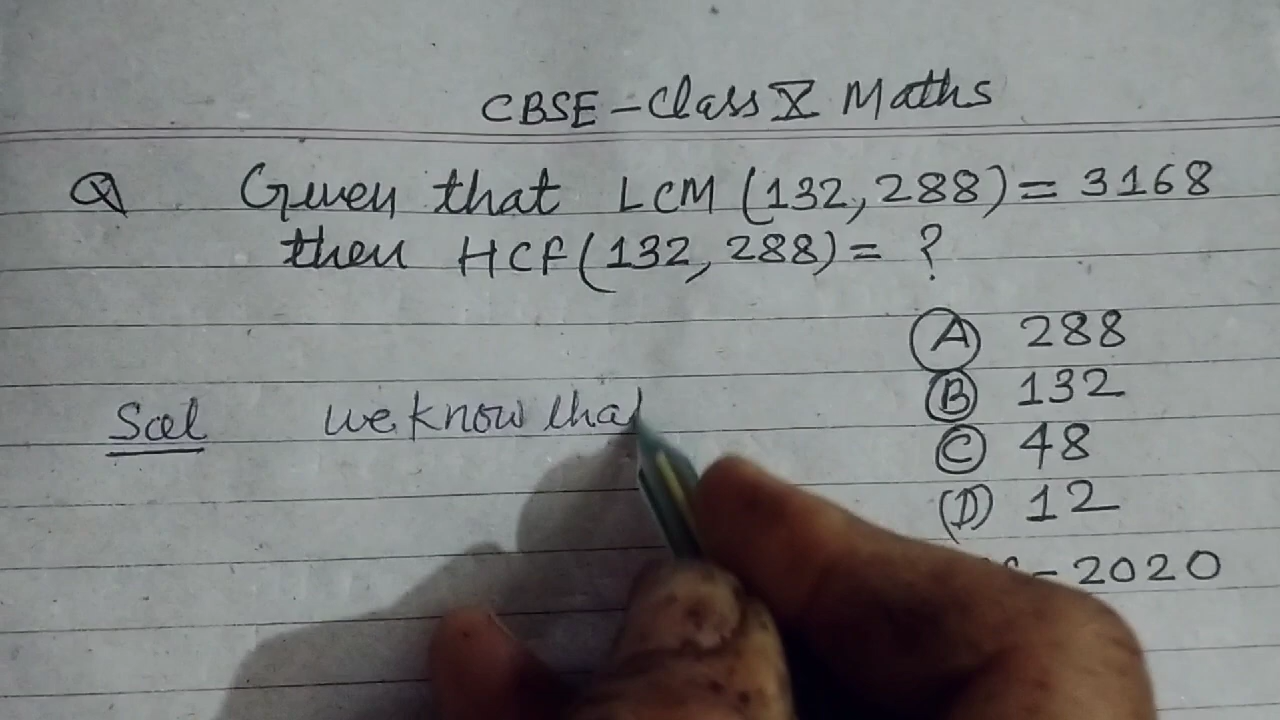 CBSE-Class X Maths
Q Given that LCM (132, 288) = 3168
then HCF (132, 288) = ?
(A) 288
(B) 132
Sol we know that
(C) 48
(D) 12
-2020